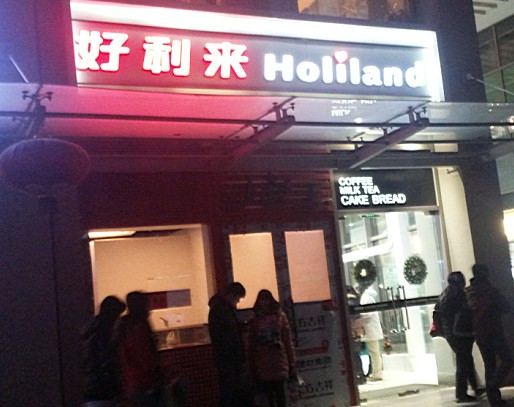 好利来 Holiland
COFFEE
MILK TEA
CAKE BREAD